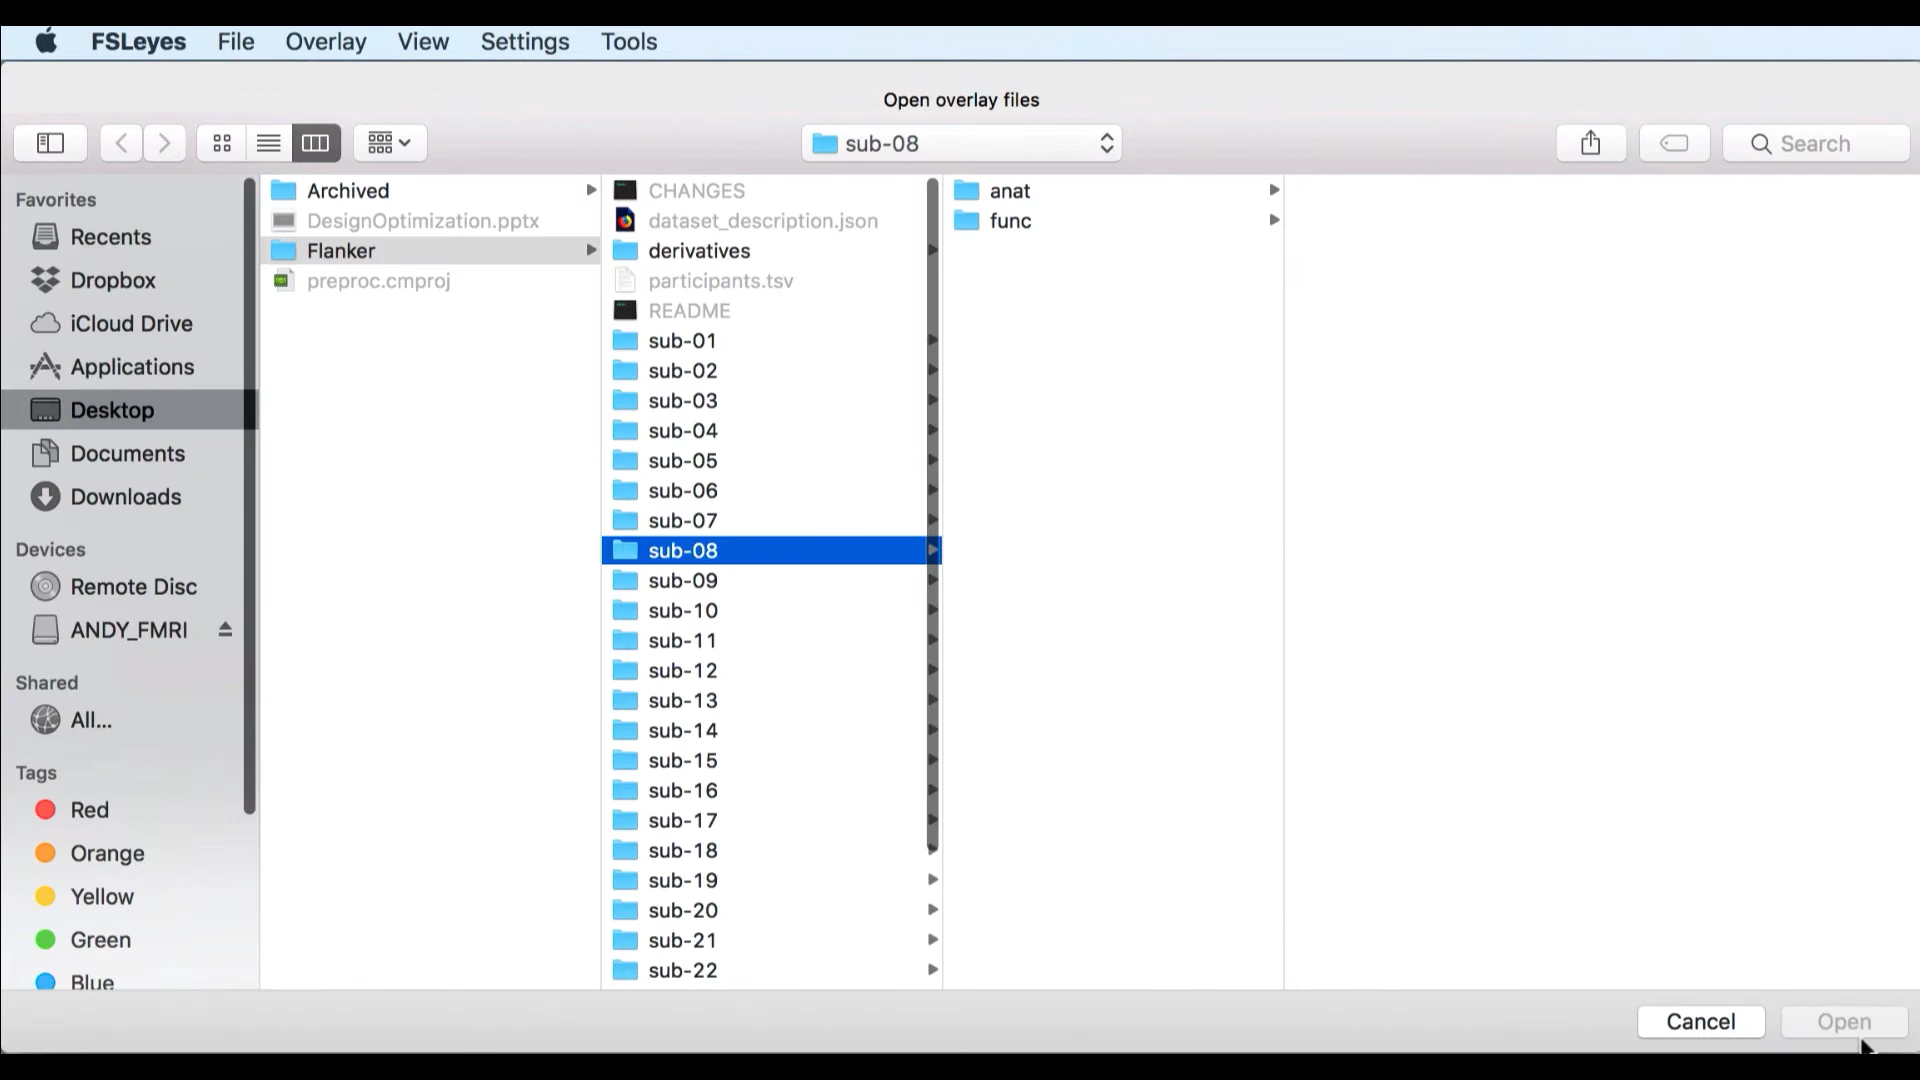 FSLeyes File Overlay View Settings Tools
Open overlay files
sub-08
Search
Favorites
Recents
Dropbox
iCloud Drive
Applications
Desktop
Documents
Downloads
Devices
Remote Disc
ANDY_FMRI
Shared
All...
Tags
Red
Orange
Yellow
Green
Blue
Archived
DesignOptimization.pptx
Flanker
preproc.cmproj
CHANGES
dataset_description.json
derivatives
participants.tsv
README
sub-01
sub-02
sub-03
sub-04
sub-05
sub-06
sub-07
sub-08
sub-09
sub-10
sub-11
sub-12
sub-13
sub-14
sub-15
sub-16
sub-17
sub-18
sub-19
sub-20
sub-21
sub-22
anat
func
Cancel Open